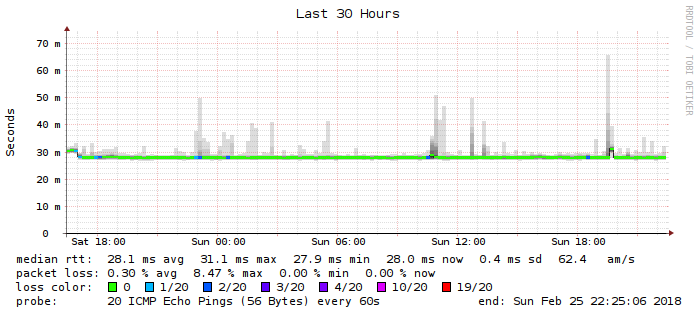 Last 30 Hours
RRDTOOL / TOBI OETIKER
Seconds
70 m
60 m
50 m
40 m
30 m
20 m
10 m
0
Sat 18:00 Sun 00:00 Sun 06:00 Sun 12:00 Sun 18:00
median rtt: 28.1 ms avg 31.1 ms max 27.9 ms min 28.0 ms now 0.4 ms sd 62.4 am/s
packet loss: 0.30 % avg 8.47 % max 0.00 % min 0.00 % now
loss color: 0 1/20 2/20 3/20 4/20 10/20 19/20
probe: 20 ICMP Echo Pings (56 Bytes) every 60s end: Sun Feb 25 22:25:06 2018